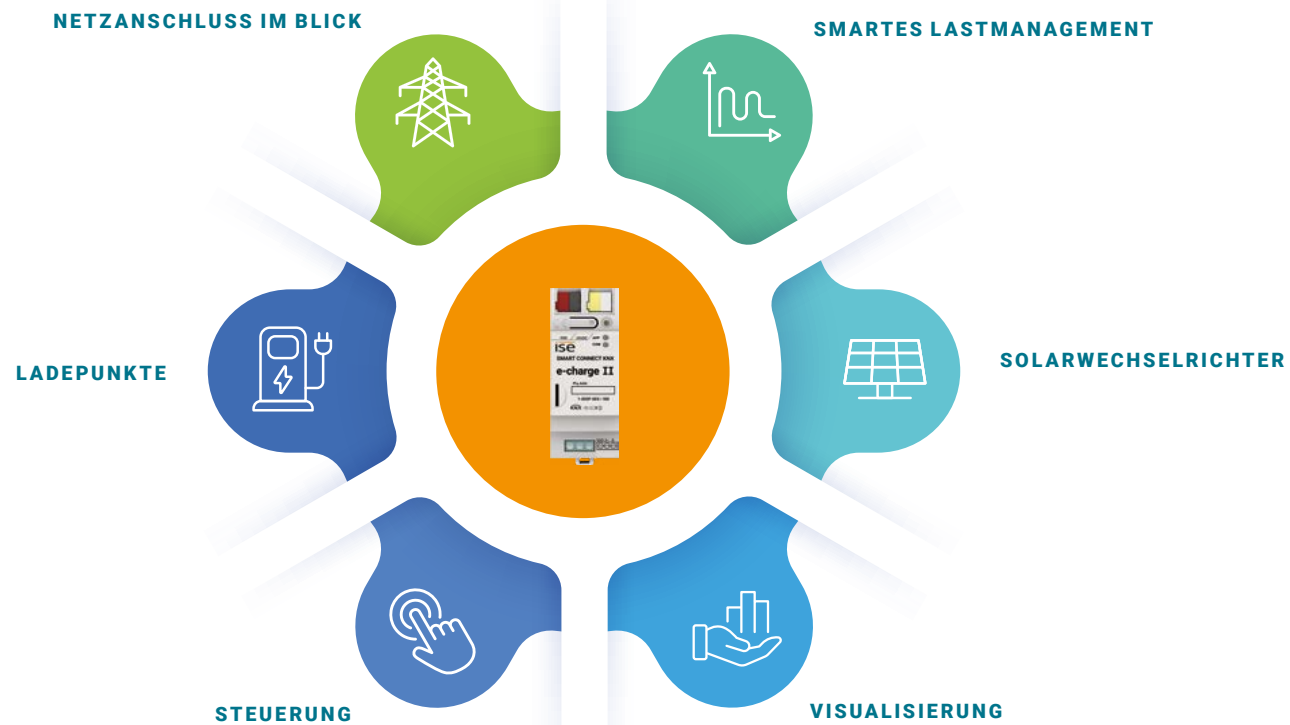 NETZANSCHLUSS IM BLICK
SMARTES LASTMANAGEMENT
ise
SMART CONNECT KNX
e-charge II
LADEPUNKTE
SOLARWECHSELRICHTER
STEUERUNG
VISUALISIERUNG